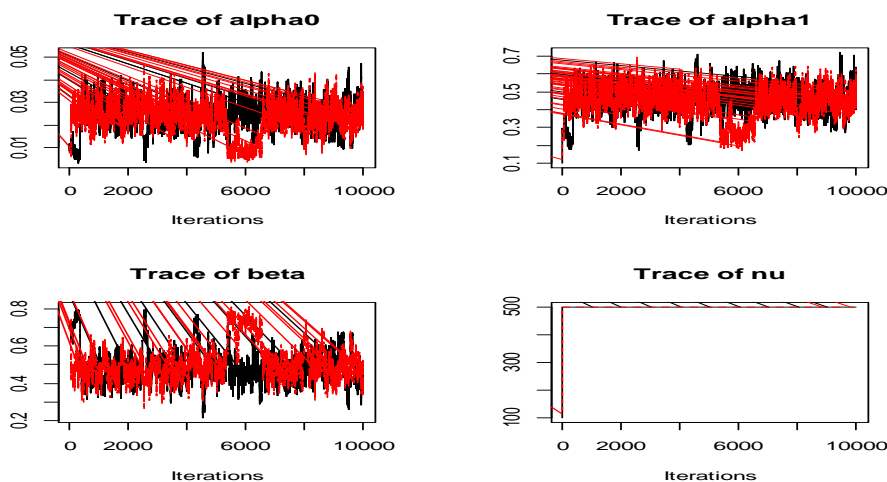 Trace of alpha0
Trace of alpha1
0.01 0.03 0.05
0.1 0.3 0.5 0.7
0 2000 6000 10000
0 2000 6000 10000
Iterations
Iterations
Trace of beta
Trace of nu
0.2 0.4 0.6 0.8
100 300 500
0 2000 6000 10000
0 2000 6000 10000
Iterations
Iterations